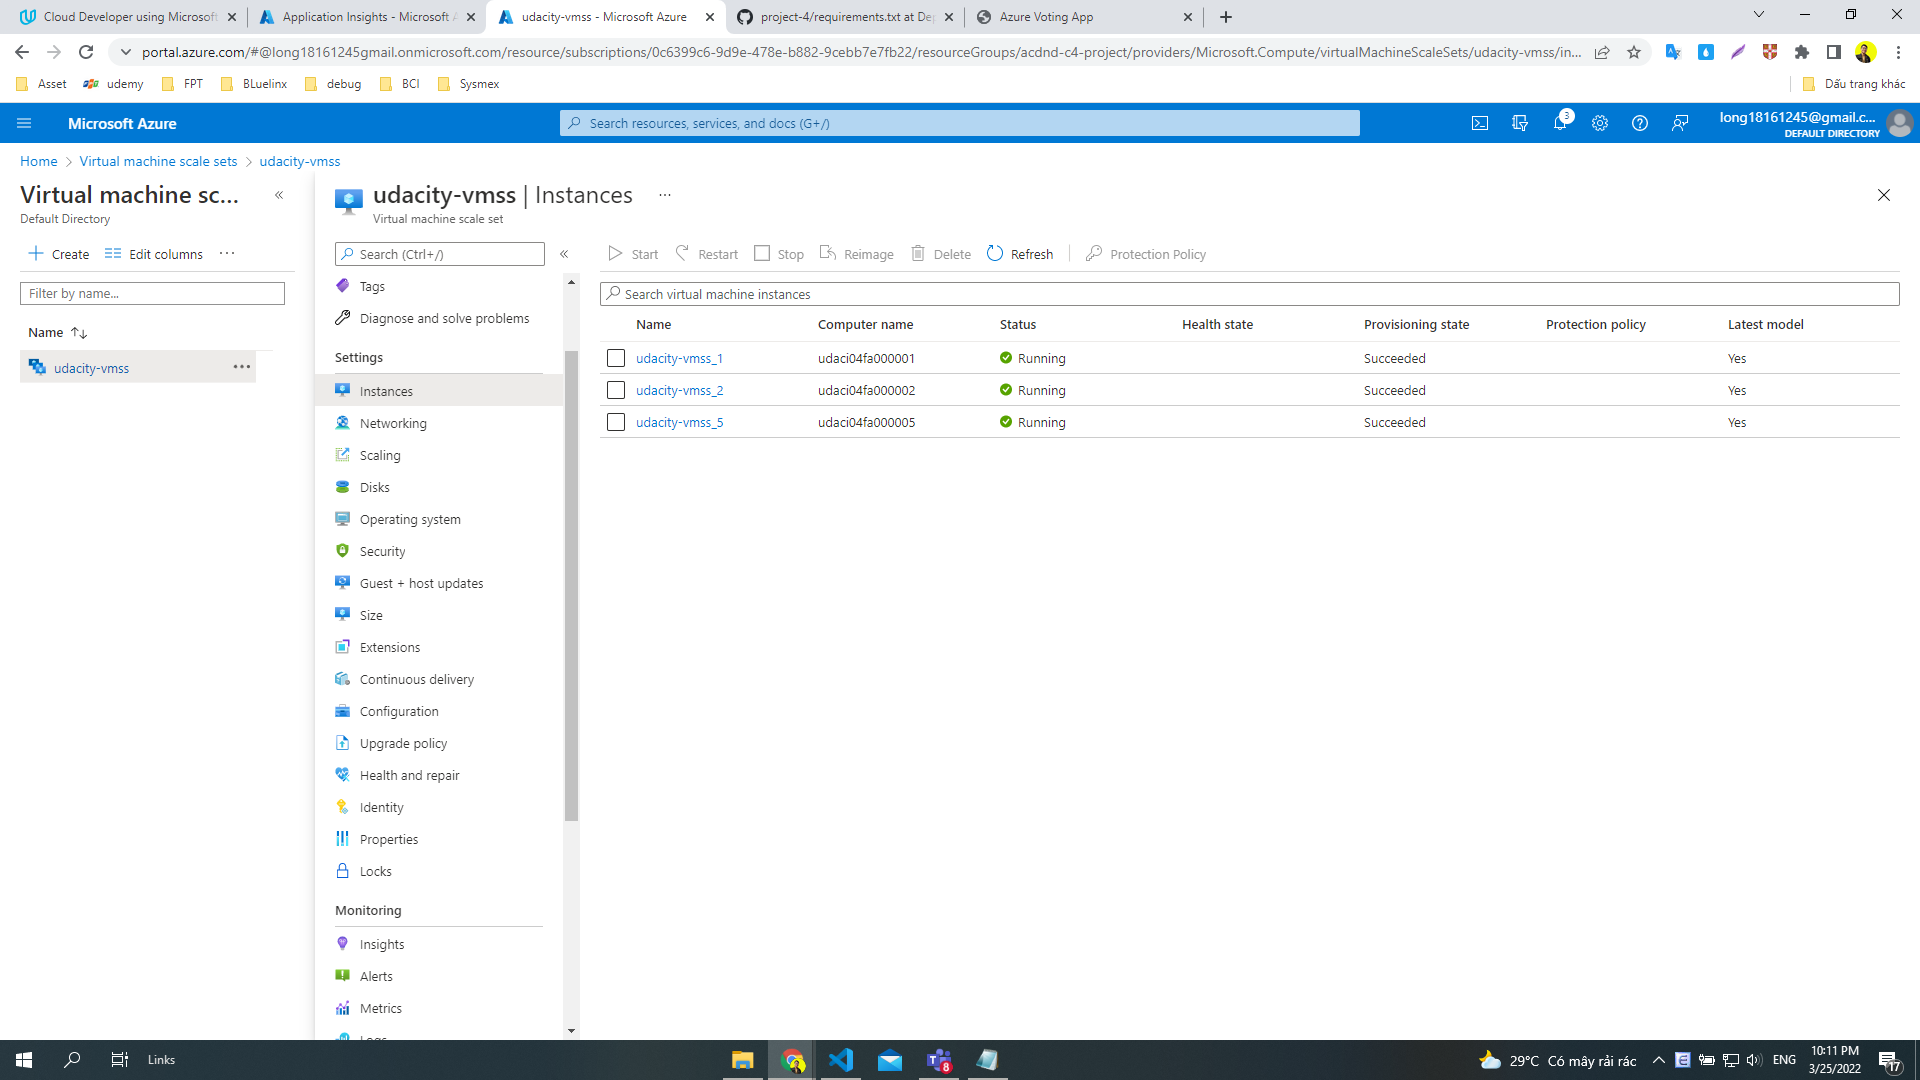 Cloud Developer using Microsoft
Application Insights - Microsoft A
udacity-vmss - Microsoft Azure
project-4/requirements.txt at De
Azure Voting App
portal.azure.com/#@long18161245gmail.onmicrosoft.com/resource/subscriptions/0c6399c6-9d9e-478e-b882-9cebb7e7fb22/resourceGroups/acdnd-c4-project/providers/Microsoft.Compute/virtualMachineScaleSets/udacity-vmss/in...
Asset
udemy
FPT
BLuelinx
debug
BCI
Sysmex
Dấu trang khác
Microsoft Azure
Search resources, services, and docs (G+/)
3
long18161245@gmail.c...
DEFAULT DIRECTORY
Home > Virtual machine scale sets > udacity-vmss
Virtual machine sc...
Default Directory
Create
Edit columns
Filter by name...
Name
udacity-vmss
udacity-vmss | Instances
Virtual machine scale set
Search (Ctrl+/)
Tags
Diagnose and solve problems
Settings
Instances
Networking
Scaling
Disks
Operating system
Security
Guest + host updates
Size
Extensions
Continuous delivery
Configuration
Upgrade policy
Health and repair
Identity
Properties
Locks
Monitoring
Insights
Alerts
Metrics
Logs
Start
Restart
Stop
Reimage
Delete
Refresh
Protection Policy
Search virtual machine instances
Name Computer name Status Health state Provisioning state Protection policy Latest model
udacity-vmss_1 udaci04fa000001 Running Succeeded Yes
udacity-vmss_2 udaci04fa000002 Running Succeeded Yes
udacity-vmss_5 udaci04fa000005 Running Succeeded Yes
Links
8
29°C Có mây rải rác
ENG
10:11 PM
3/25/2022
17